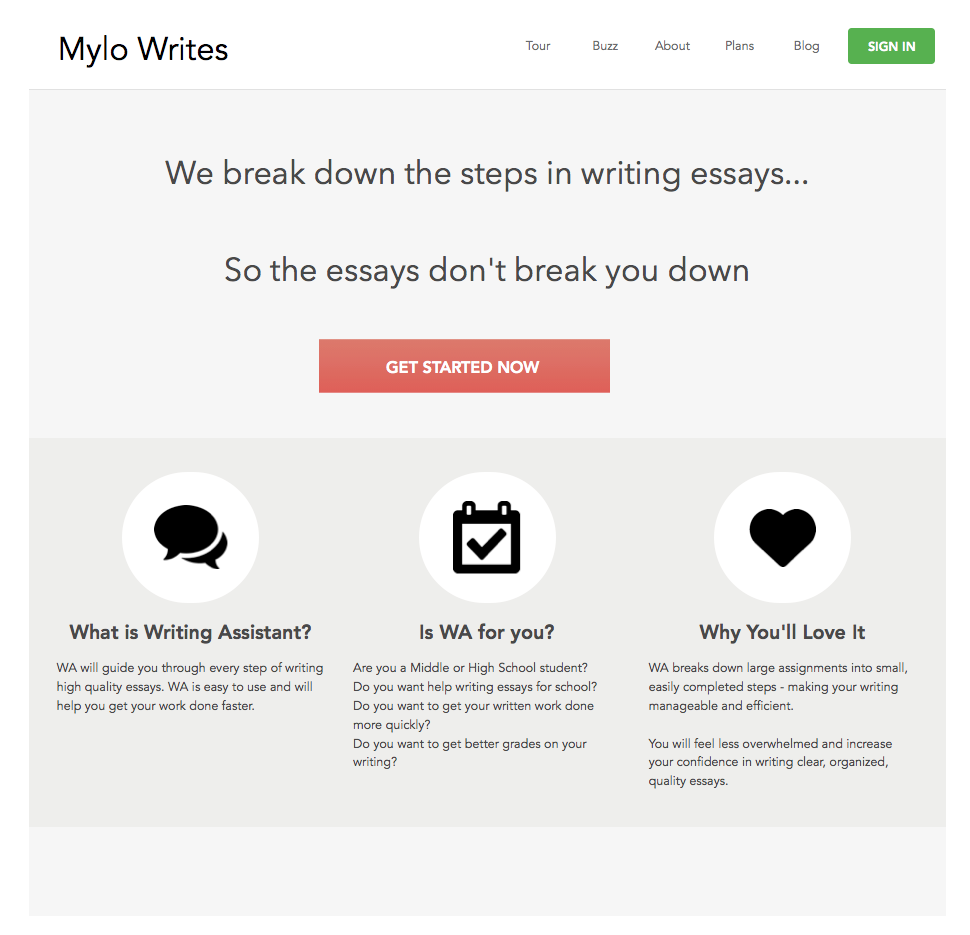 Mylo Writes
Tour Buzz About Plans Blog SIGN IN
We break down the steps in writing essays...
So the essays don't break you down
GET STARTED NOW
What is Writing Assistant?
WA will guide you through every step of writing
high quality essays. WA is easy to use and will
help you get your work done faster.
Is WA for you?
Are you a Middle or High School student?
Do you want help writing essays for school?
Do you want to get your written work done
more quickly?
Do you want to get better grades on your
writing?
Why You'll Love It
WA breaks down large assignments into small,
easily completed steps - making your writing
manageable and efficient.
You will feel less overwhelmed and increase
your confidence in writing clear, organized,
quality essays.